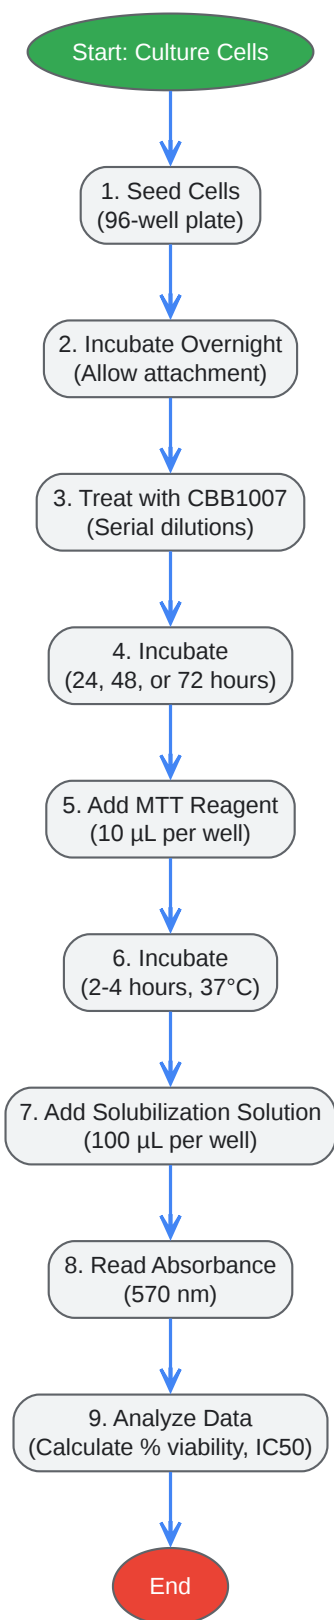 Start: Culture Cells
1. Seed Cells
(96-well plate)
2. Incubate Overnight
(Allow attachment)
3. Treat with CBB1007
(Serial dilutions)
4. Incubate
(24, 48, or 72 hours)
5. Add MTT Reagent
(10 µL per well)
6. Incubate
(2-4 hours, 37°C)
7. Add Solubilization Solution
(100 µL per well)
8. Read Absorbance
(570 nm)
9. Analyze Data
(Calculate % viability, IC50)
End